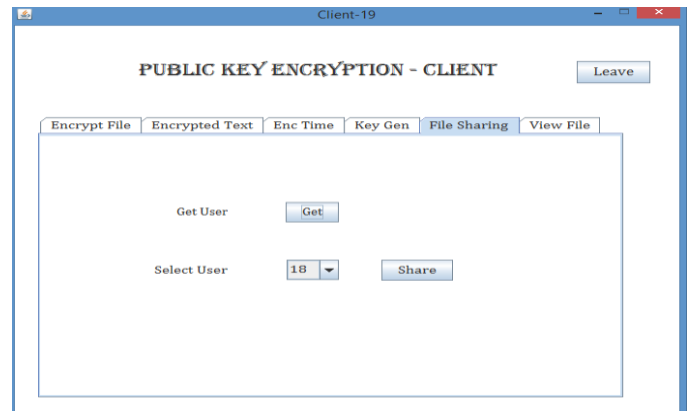 Client-19
PUBLIC KEY ENCRYPTION - CLIENT
Leave
Encrypt File Encrypted Text Enc Time Key Gen File Sharing View File
Get User Get
Select User 18 Share